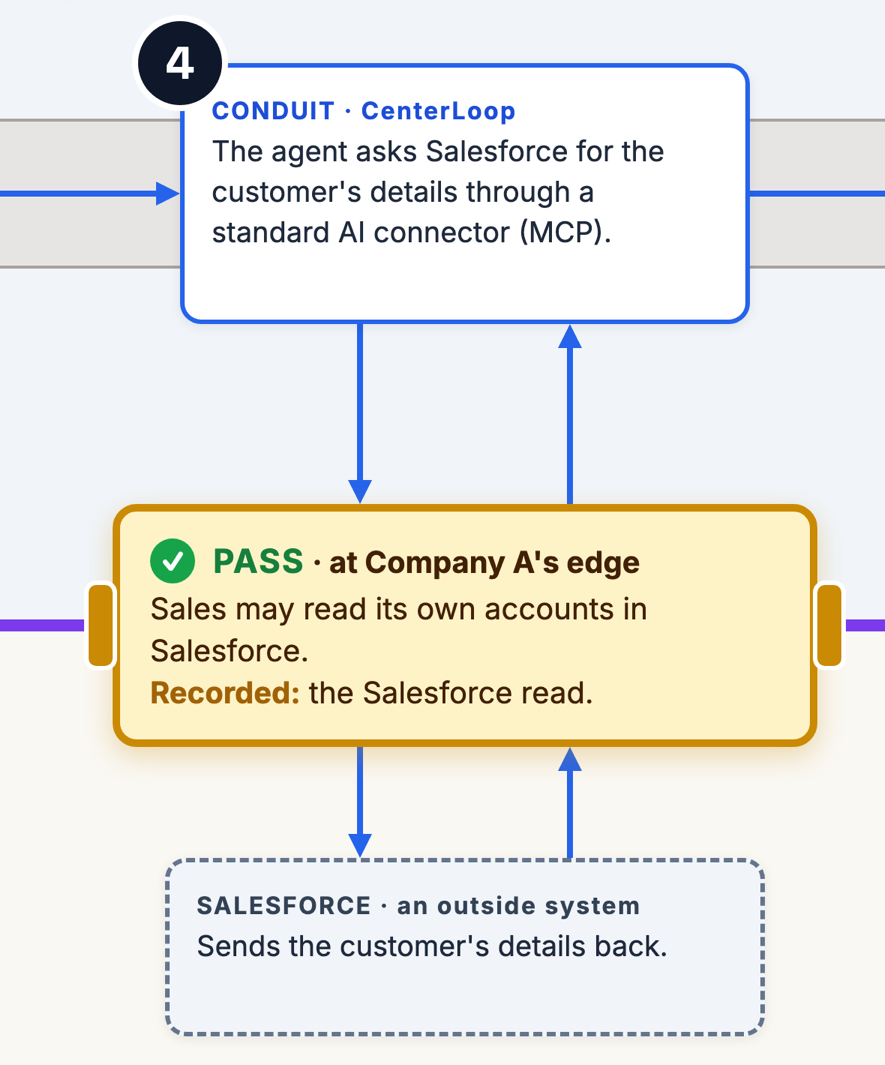 4
CONDUIT · CenterLoop
The agent asks Salesforce for the
customer's details through a
standard AI connector (MCP).
PASS · at Company A's edge
Sales may read its own accounts in
Salesforce.
Recorded: the Salesforce read.
SALESFORCE · an outside system
Sends the customer's details back.